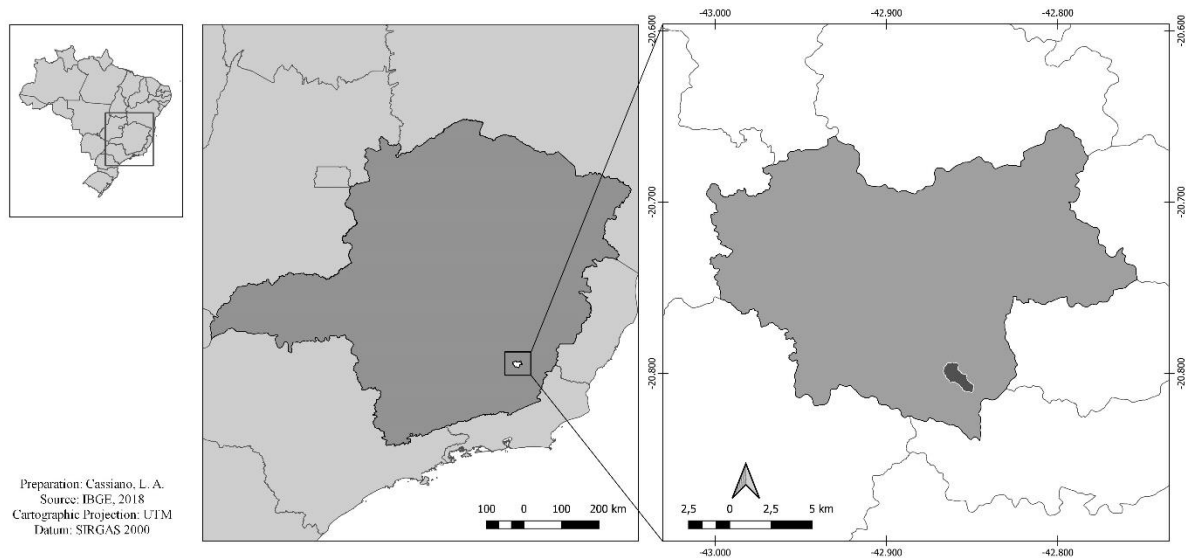 -43.000 -42.900 -42.800
-20.600 -20.600
-20.700 -20.700
-20.800 -20.800
Preparation: Cassiano, L. A.
Source: IBGE, 2018
Cartographic Projection: UTM
Datum: SIRGAS 2000
100 0 100 200 km
2,5 0 2,5 5 km
-43.000 -42.900 -42.800